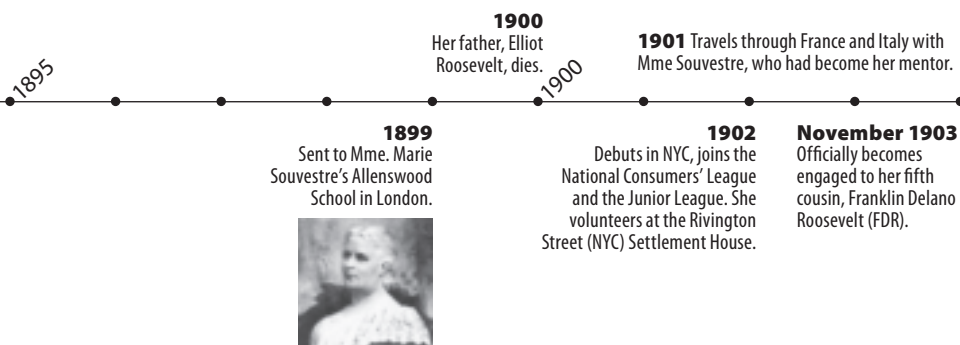 1900
Her father, Elliot
Roosevelt, dies.
1901 Travels through France and Italy with
Mme Souvestre, who had become her mentor.
1895
1900
1899
Sent to Mme. Marie
Souvestre's Allenswood
School in London.
1902
Debuts in NYC, joins the
National Consumers' League
and the Junior League. She
volunteers at the Rivington
Street (NYC) Settlement House.
November 1903
Officially becomes
engaged to her fifth
cousin, Franklin Delano
Roosevelt (FDR).